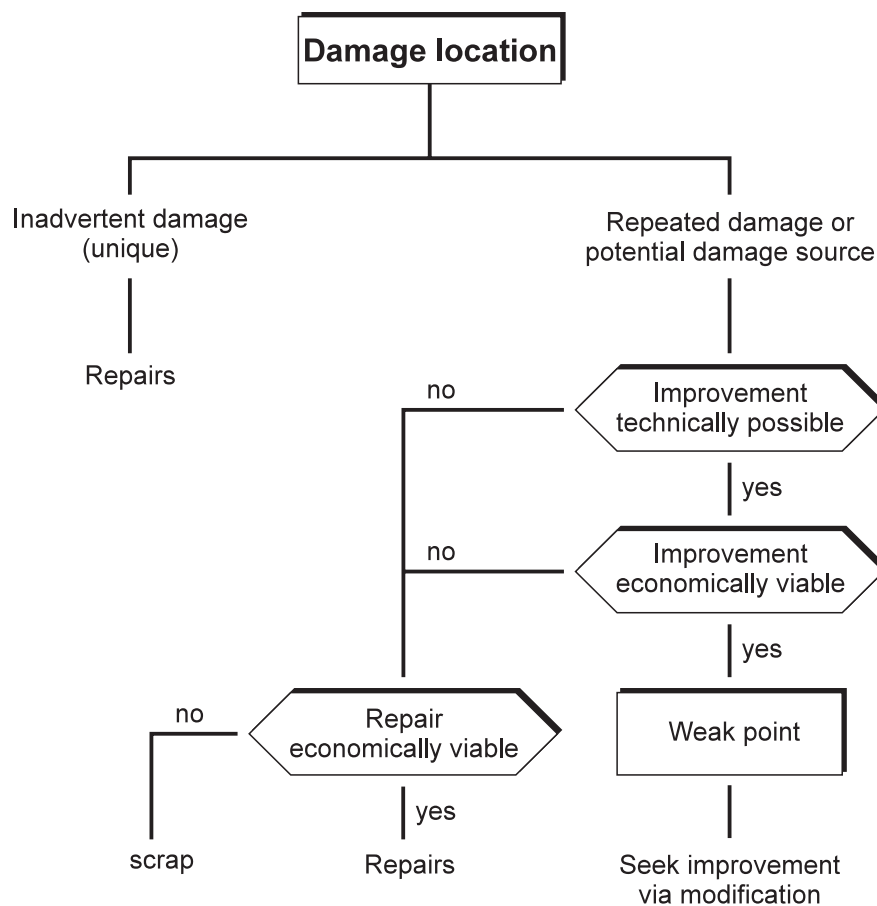 Damage location
Inadvertent damage
(unique)
Repeated damage or
potential damage source
Repairs
no
Improvement
technically possible
yes
no
Improvement
economically viable
yes
no
Repair
economically viable
Weak point
yes
scrap
Repairs
Seek improvement
via modification